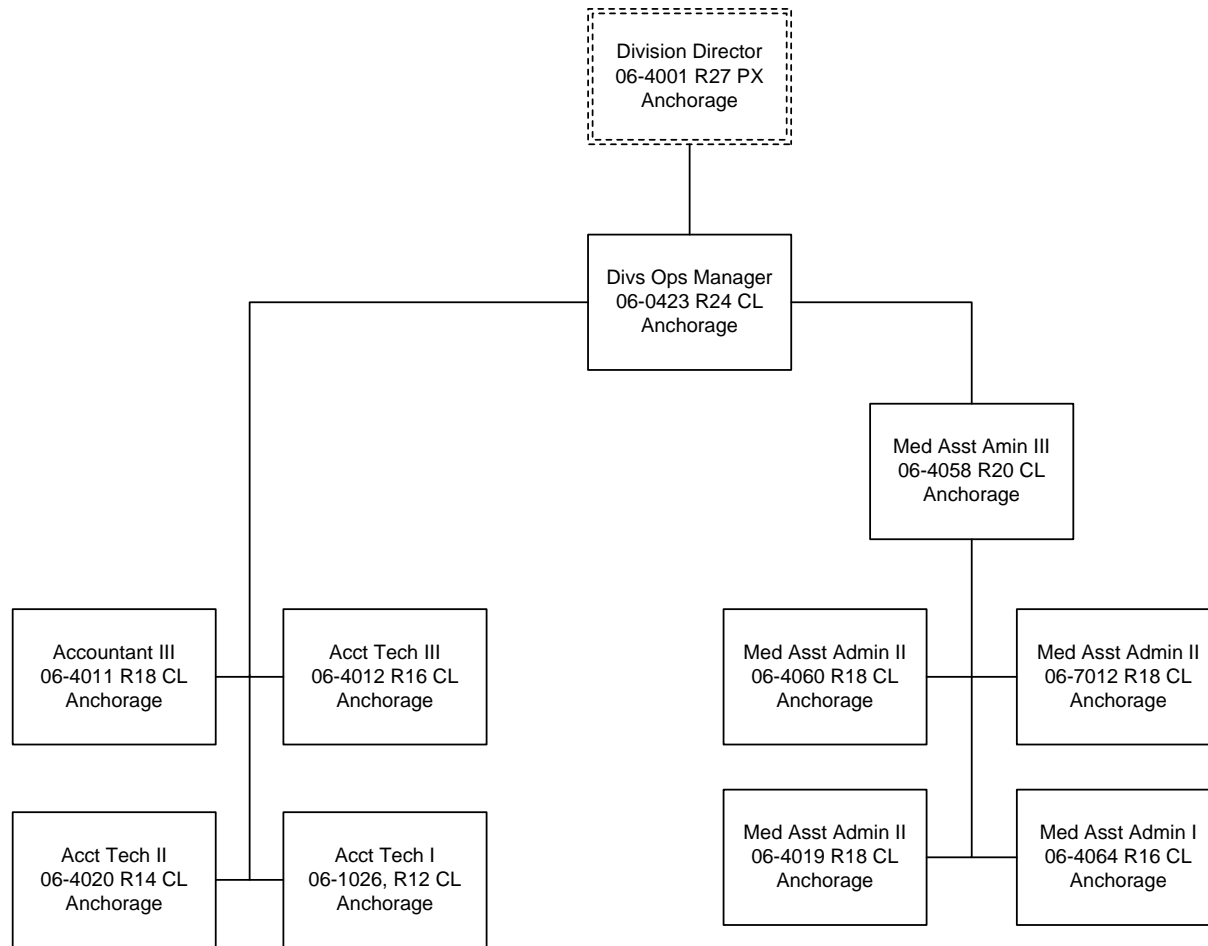 Division Director
06-4001 R27 PX
Anchorage
Divs Ops Manager
06-0423 R24 CL
Anchorage
Med Asst Amin III
06-4058 R20 CL
Anchorage
Accountant III
06-4011 R18 CL
Anchorage
Acct Tech III
06-4012 R16 CL
Anchorage
Med Asst Admin II
06-4060 R18 CL
Anchorage
Med Asst Admin II
06-7012 R18 CL
Anchorage
Acct Tech II
06-4020 R14 CL
Anchorage
Acct Tech I
06-1026, R12 CL
Anchorage
Med Asst Admin II
06-4019 R18 CL
Anchorage
Med Asst Admin I
06-4064 R16 CL
Anchorage